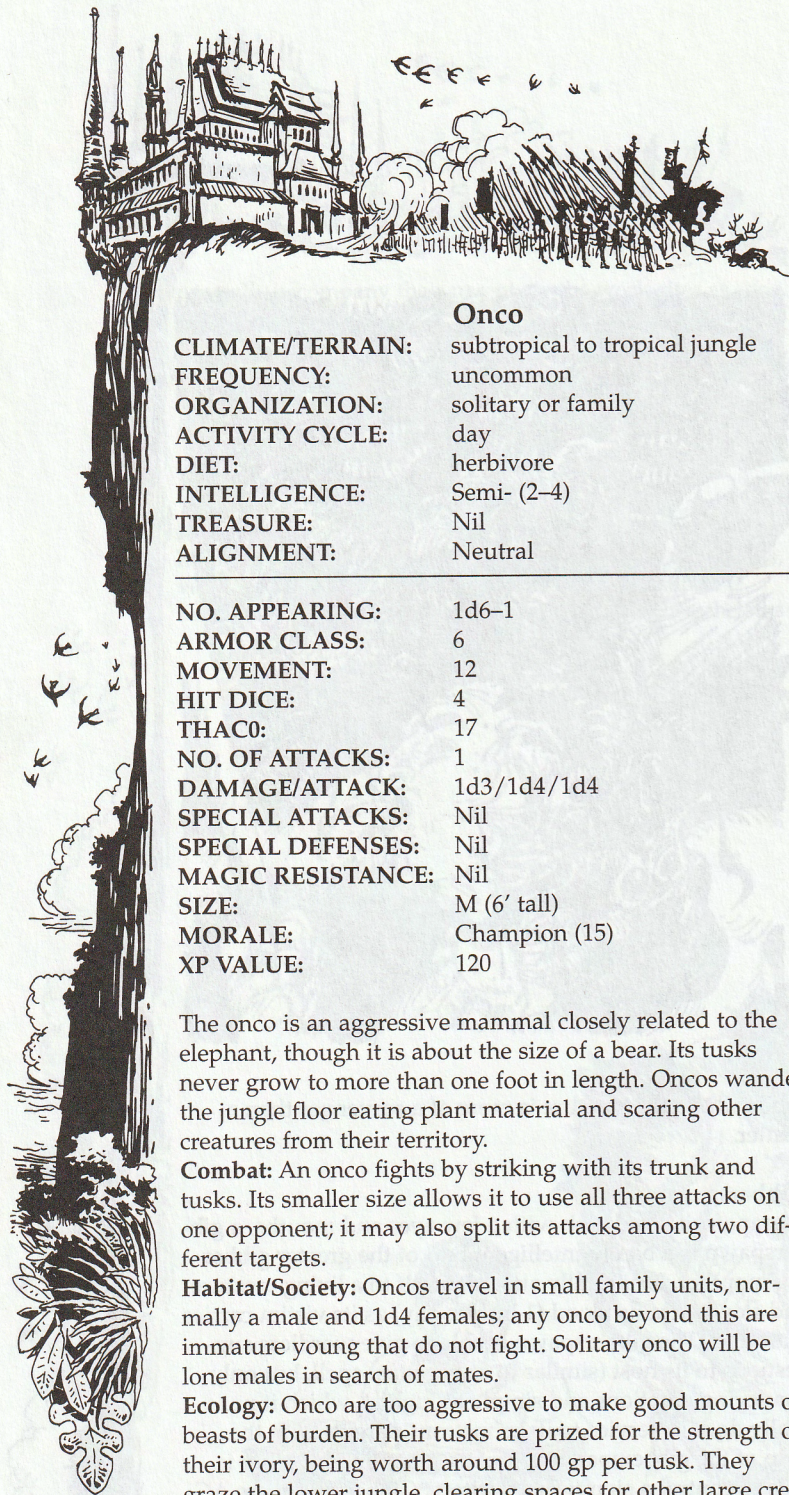 Onco
CLIMATE/TERRAIN: subtropical to tropical jungle
FREQUENCY: uncommon
ORGANIZATION: solitary or family
ACTIVITY CYCLE: day
DIET: herbivore
INTELLIGENCE: Semi- (2–4)
TREASURE: Nil
ALIGNMENT: Neutral
NO. APPEARING: 1d6–1
ARMOR CLASS: 6
MOVEMENT: 12
HIT DICE: 4
THAC0: 17
NO. OF ATTACKS: 1
DAMAGE/ATTACK: 1d3/1d4/1d4
SPECIAL ATTACKS: Nil
SPECIAL DEFENSES: Nil
MAGIC RESISTANCE: Nil
SIZE: M (6′ tall)
MORALE: Champion (15)
XP VALUE: 120
The onco is an aggressive mammal closely related to the
elephant, though it is about the size of a bear. Its tusks
never grow to more than one foot in length. Oncos wande
the jungle floor eating plant material and scaring other
creatures from their territory.
Combat: An onco fights by striking with its trunk and
tusks. Its smaller size allows it to use all three attacks on
one opponent; it may also split its attacks among two dif-
ferent targets.
Habitat/Society: Oncos travel in small family units, nor-
mally a male and 1d4 females; any onco beyond this are
immature young that do not fight. Solitary onco will be
lone males in search of mates.
Ecology: Onco are too aggressive to make good mounts o
beasts of burden. Their tusks are prized for the strength o
their ivory, being worth around 100 gp per tusk. They
graze the lower jungle, clearing spaces for other large cre